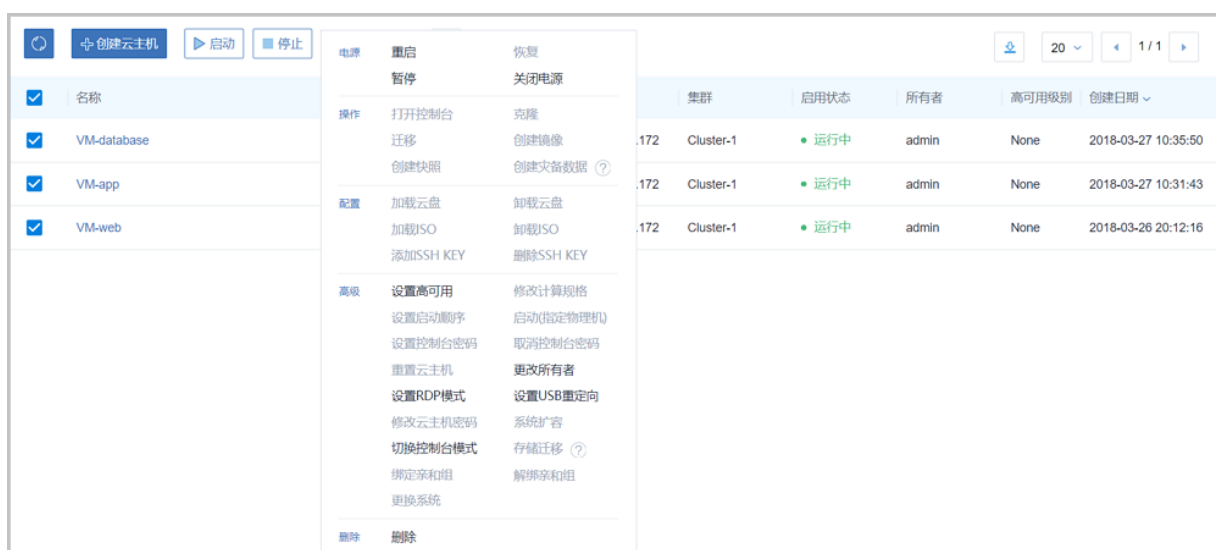 创建云主机 启动 停止 20 1 / 1
名称 集群 启用状态 所有者 高可用级别 创建日期
VM-database .172 Cluster-1 运行中 admin None 2018-03-27 10:35:50
VM-app .172 Cluster-1 运行中 admin None 2018-03-27 10:31:43
VM-web .172 Cluster-1 运行中 admin None 2018-03-26 20:12:16
电源 重启 恢复
暂停 关闭电源
操作 打开控制台 克隆
迁移 创建镜像
创建快照 创建灾备数据 ?
配置 加载云盘 卸载云盘
加载ISO 卸载ISO
添加SSH KEY 删除SSH KEY
高级 设置高可用 修改计算规格
设置启动顺序 启动(指定物理机)
设置控制台密码 取消控制台密码
重置云主机 更改所有者
设置RDP模式 设置USB重定向
修改云主机密码 系统扩容
切换控制台模式 存储迁移 ?
绑定亲和组 解绑亲和组
更换系统
删除 删除